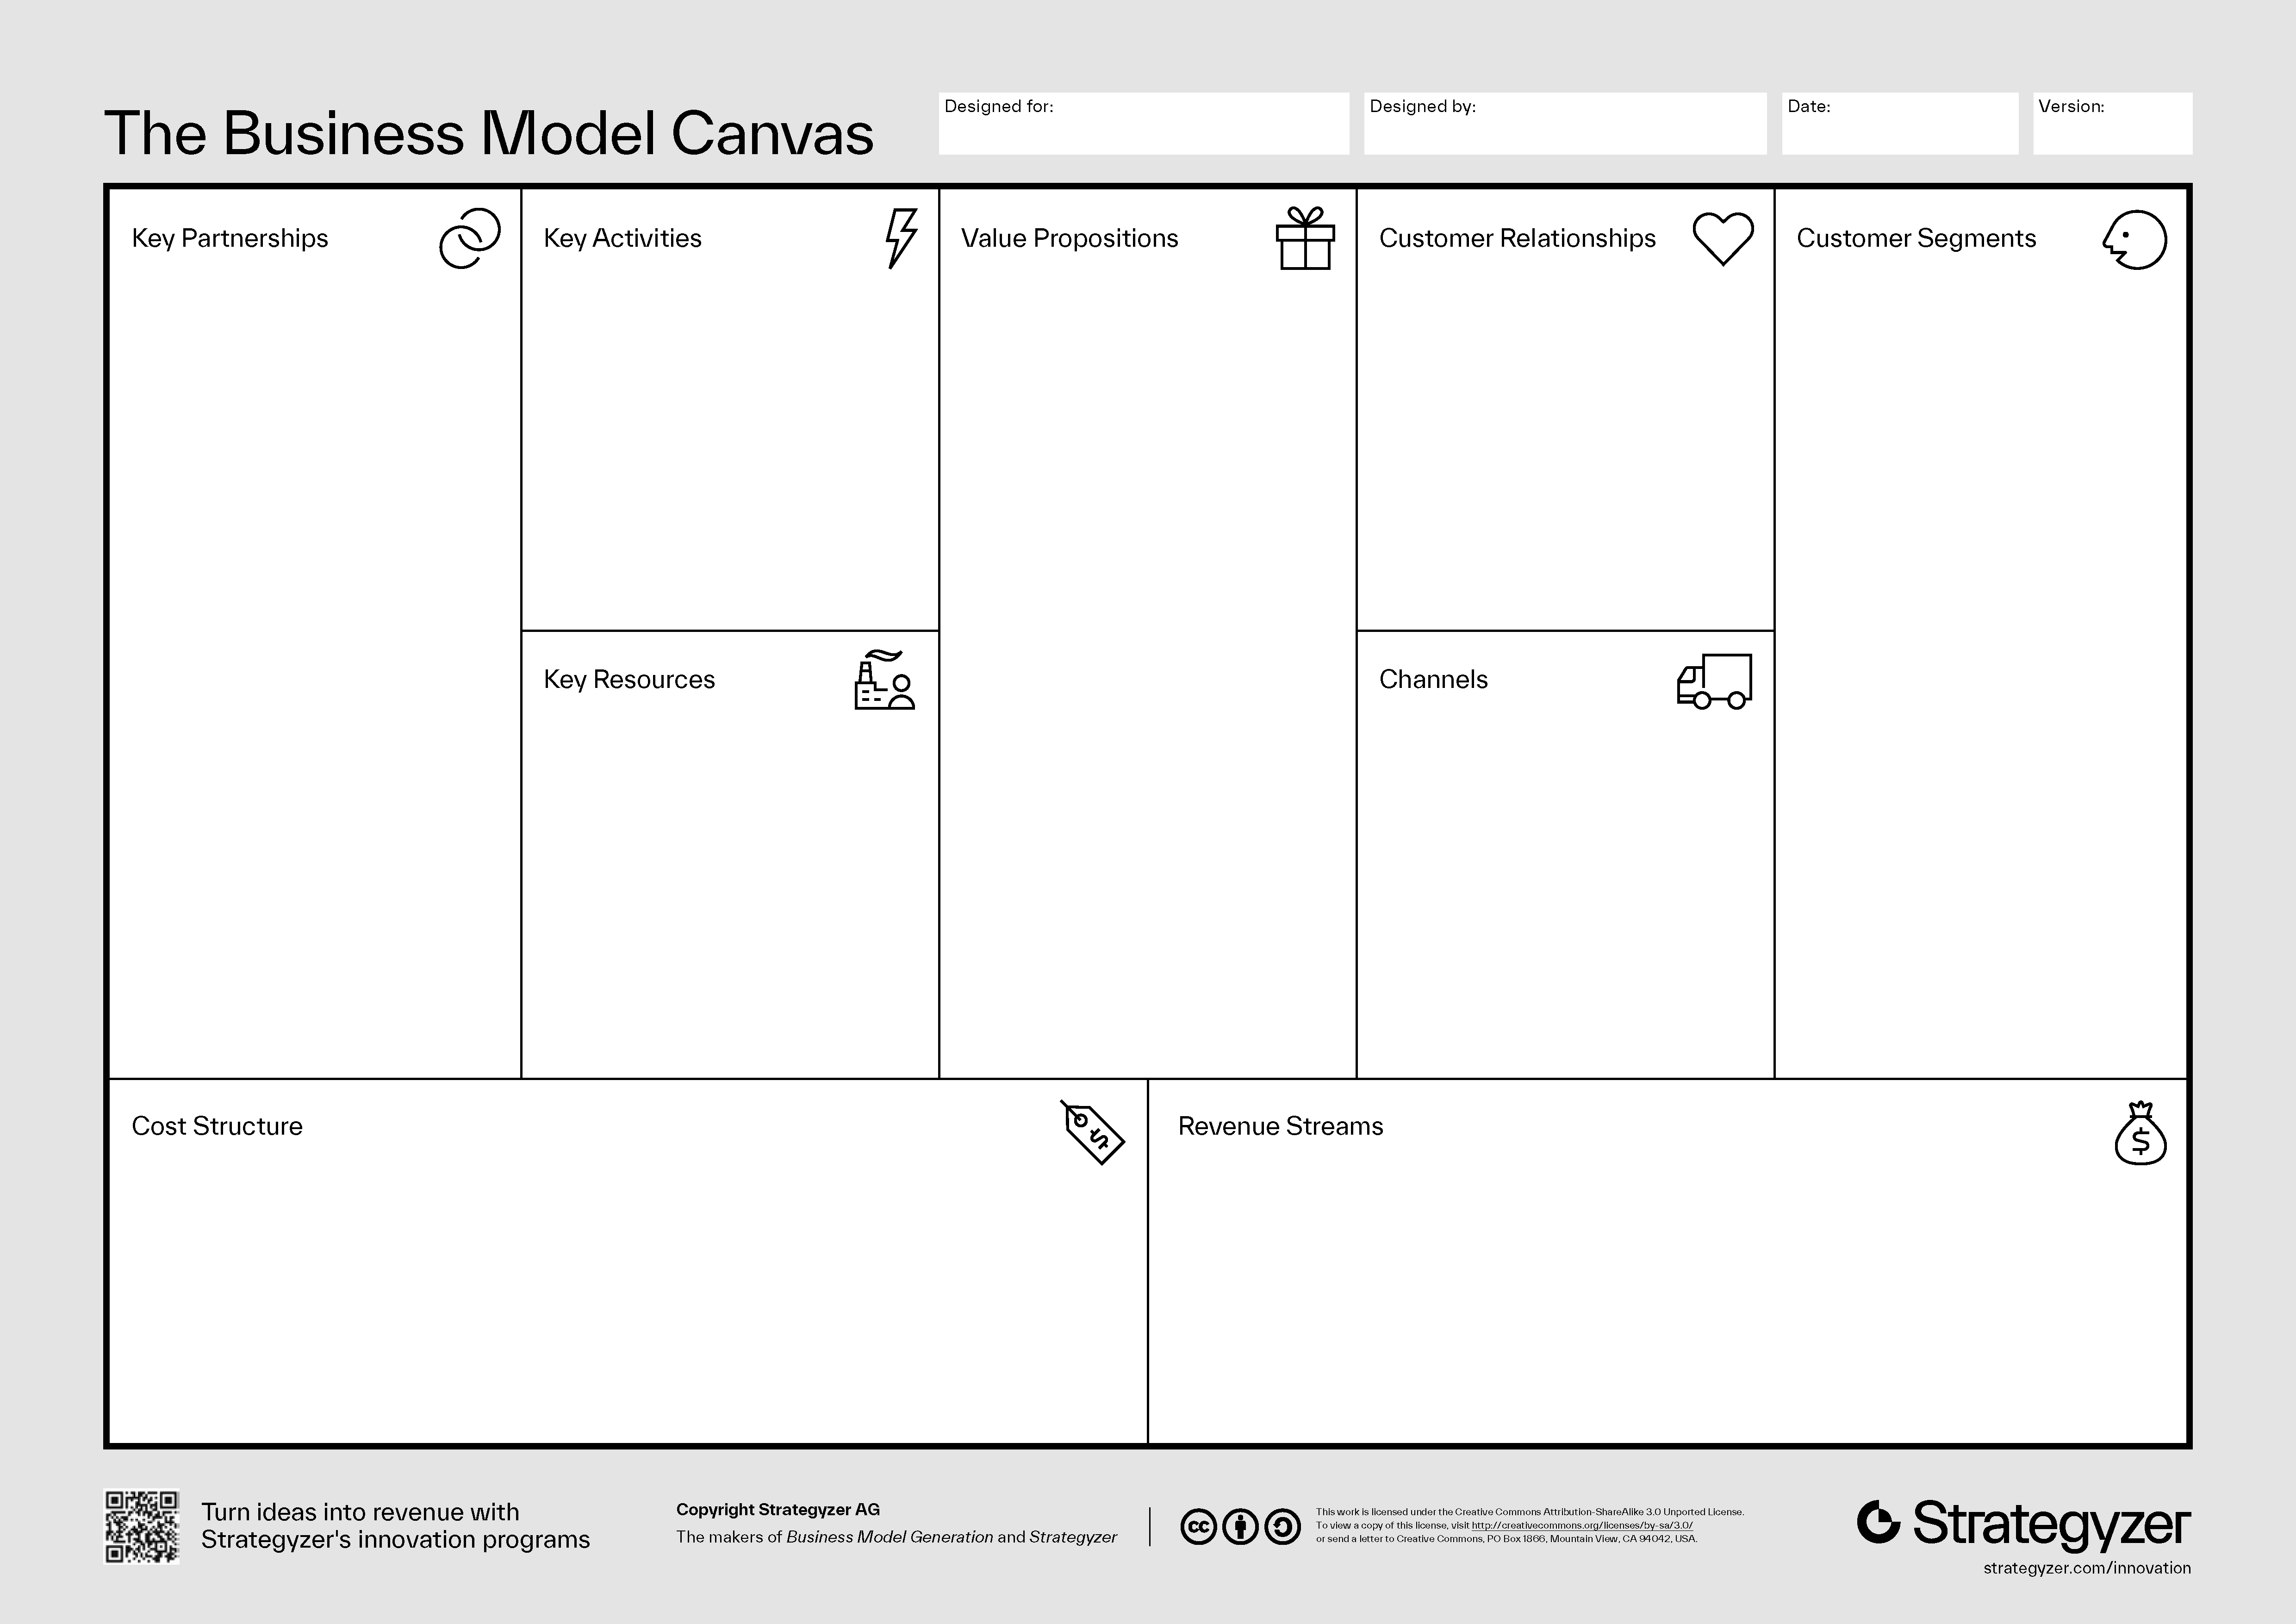 The Business Model Canvas
Designed for:
Designed by:
Date:
Version:
Key Partnerships
Key Activities
Value Propositions
Customer Relationships
Customer Segments
Key Resources
Channels
Cost Structure
$
Revenue Streams
$
Turn ideas into revenue with
Strategyzer's innovation programs
Copyright Strategyzer AG
The makers of Business Model Generation and Strategyzer
cc
This work is licensed under the Creative Commons Attribution-ShareAlike 3.0 Unported License.
To view a copy of this license, visit http://creativecommons.org/licenses/by-sa/3.0/
or send a letter to Creative Commons, PO Box 1866, Mountain View, CA 94042, USA.
Strategyzer
strategyzer.com/innovation